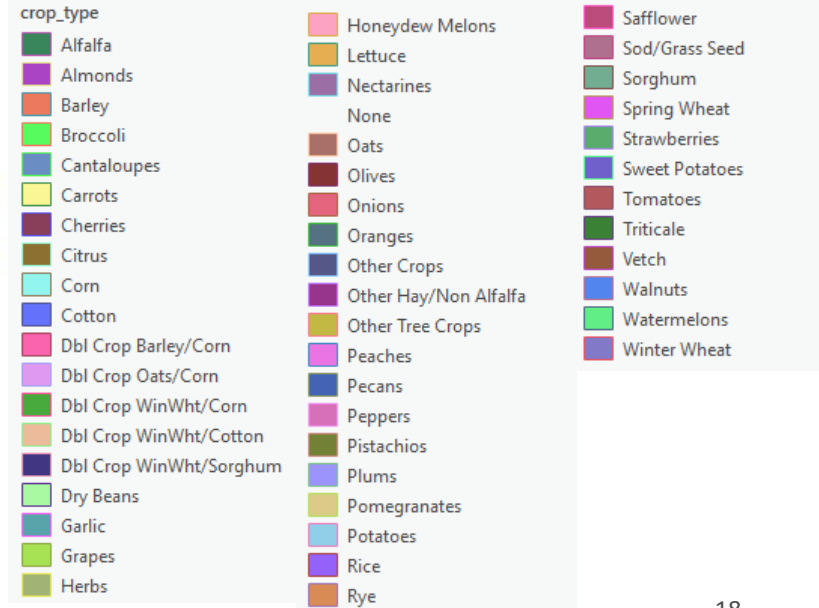 crop_type
Alfalfa
Almonds
Barley
Broccoli
Cantaloupes
Carrots
Cherries
Citrus
Corn
Cotton
Dbl Crop Barley/Corn
Dbl Crop Oats/Corn
Dbl Crop WinWht/Corn
Dbl Crop WinWht/Cotton
Dbl Crop WinWht/Sorghum
Dry Beans
Garlic
Grapes
Herbs
Honeydew Melons
Lettuce
Nectarines
None
Oats
Olives
Onions
Oranges
Other Crops
Other Hay/Non Alfalfa
Other Tree Crops
Peaches
Pecans
Peppers
Pistachios
Plums
Pomegranates
Potatoes
Rice
Rye
Safflower
Sod/Grass Seed
Sorghum
Spring Wheat
Strawberries
Sweet Potatoes
Tomatoes
Triticale
Vetch
Walnuts
Watermelons
Winter Wheat
18